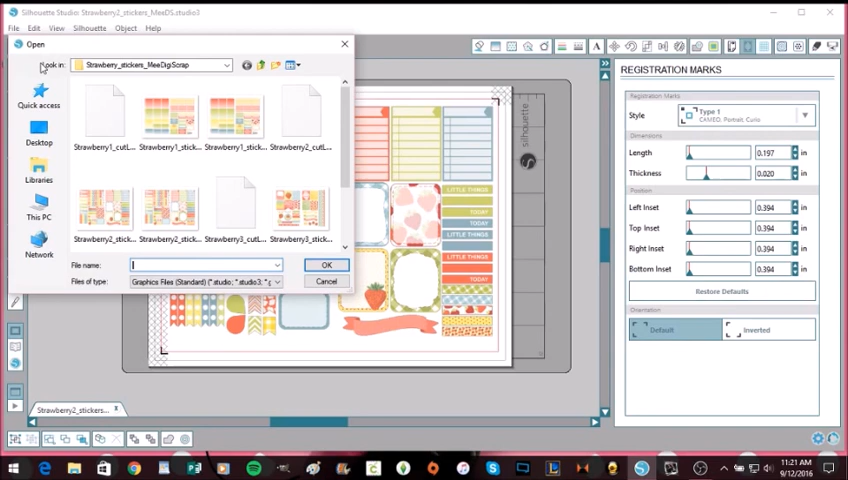 Silhouette Studio: Strawberry2_stickers_MeeDS.studio3
File Edit View Silhouette Object Help
Open
Look in: Strawberry_stickers_MeeDigiScrap
Quick access
Desktop
Libraries
This PC
Network
Strawberry1_cutL...
Strawberry1_stick...
Strawberry1_stick...
Strawberry2_cutL...
Strawberry2_stick...
Strawberry2_stick...
Strawberry3_cutL...
Strawberry3_stick...
File name:
OK
Files of type: Graphics Files (Standard) (*.studio; *.studio3; *.g
Cancel
silhouette
LITTLE THINGS
TODAY
LITTLE THINGS
TODAY
LITTLE THINGS
TODAY
REGISTRATION MARKS
Registration Marks
Style Type 1
CAMEO, Portrait, Curio
Dimensions
Length 0.197 in
Thickness 0.020 in
Position
Left Inset 0.394 in
Top Inset 0.394 in
Right Inset 0.394 in
Bottom Inset 0.394 in
Restore Defaults
Orientation
Default Inverted
Strawberry2_stickers...
11:21 AM
9/12/2016